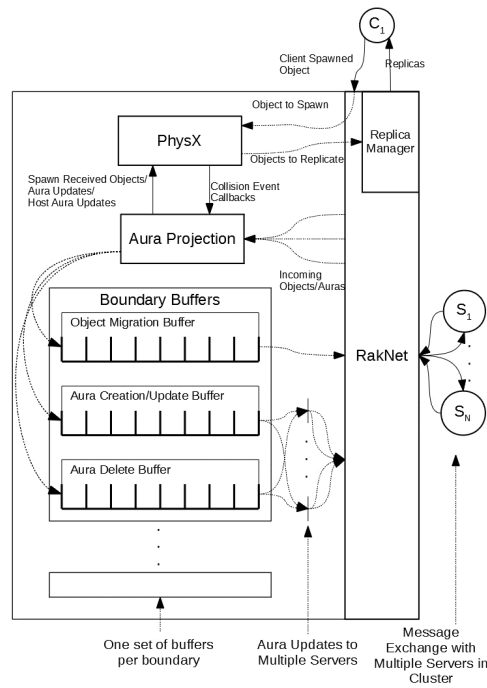 C1
Client Spawned
Object
Replicas
Object to Spawn
PhysX
Replica
Manager
Objects to Replicate
Spawn Received Objects/
Aura Updates/
Host Aura Updates
Collision Event
Callbacks
Aura Projection
Incoming
Objects/Auras
Boundary Buffers
Object Migration Buffer
RakNet
S1
SN
Aura Creation/Update Buffer
Aura Delete Buffer
One set of buffers
per boundary
Aura Updates to
Multiple Servers
Message
Exchange with
Multiple Servers in
Cluster